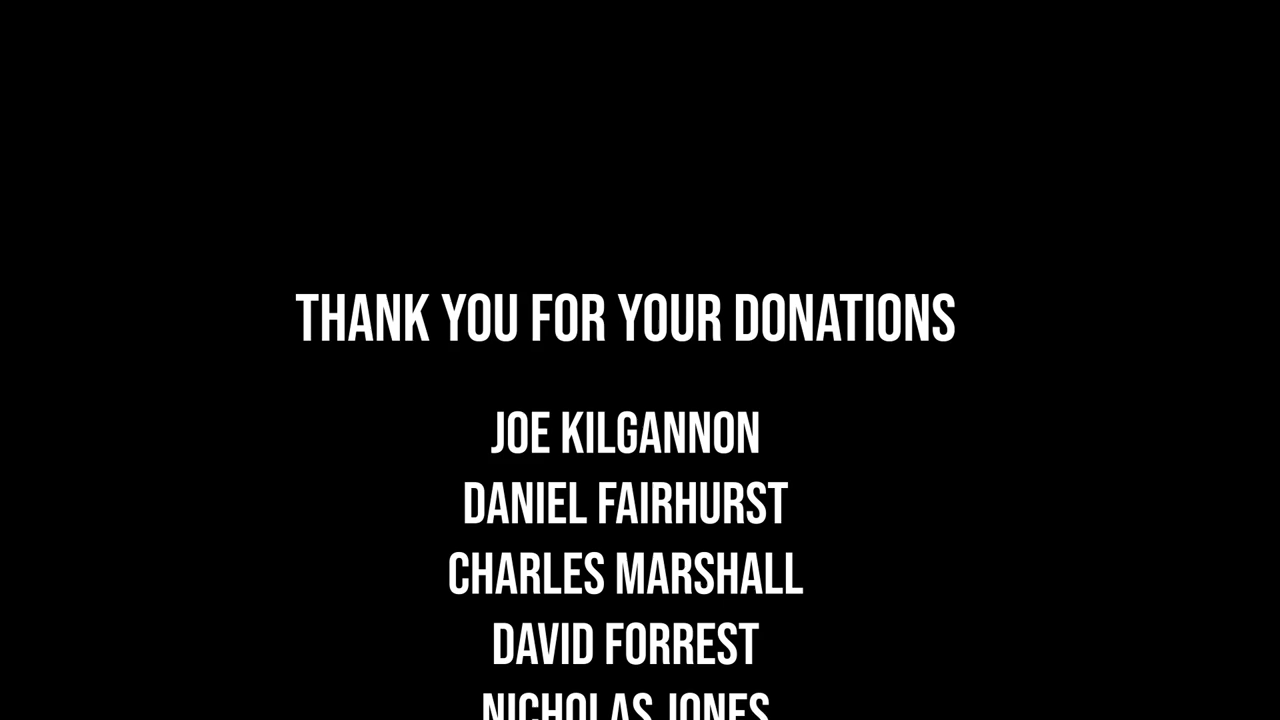 THANK YOU FOR YOUR DONATIONS
JOE KILGANNON
DANIEL FAIRHURST
CHARLES MARSHALL
DAVID FORREST
NICHOLAS JONES